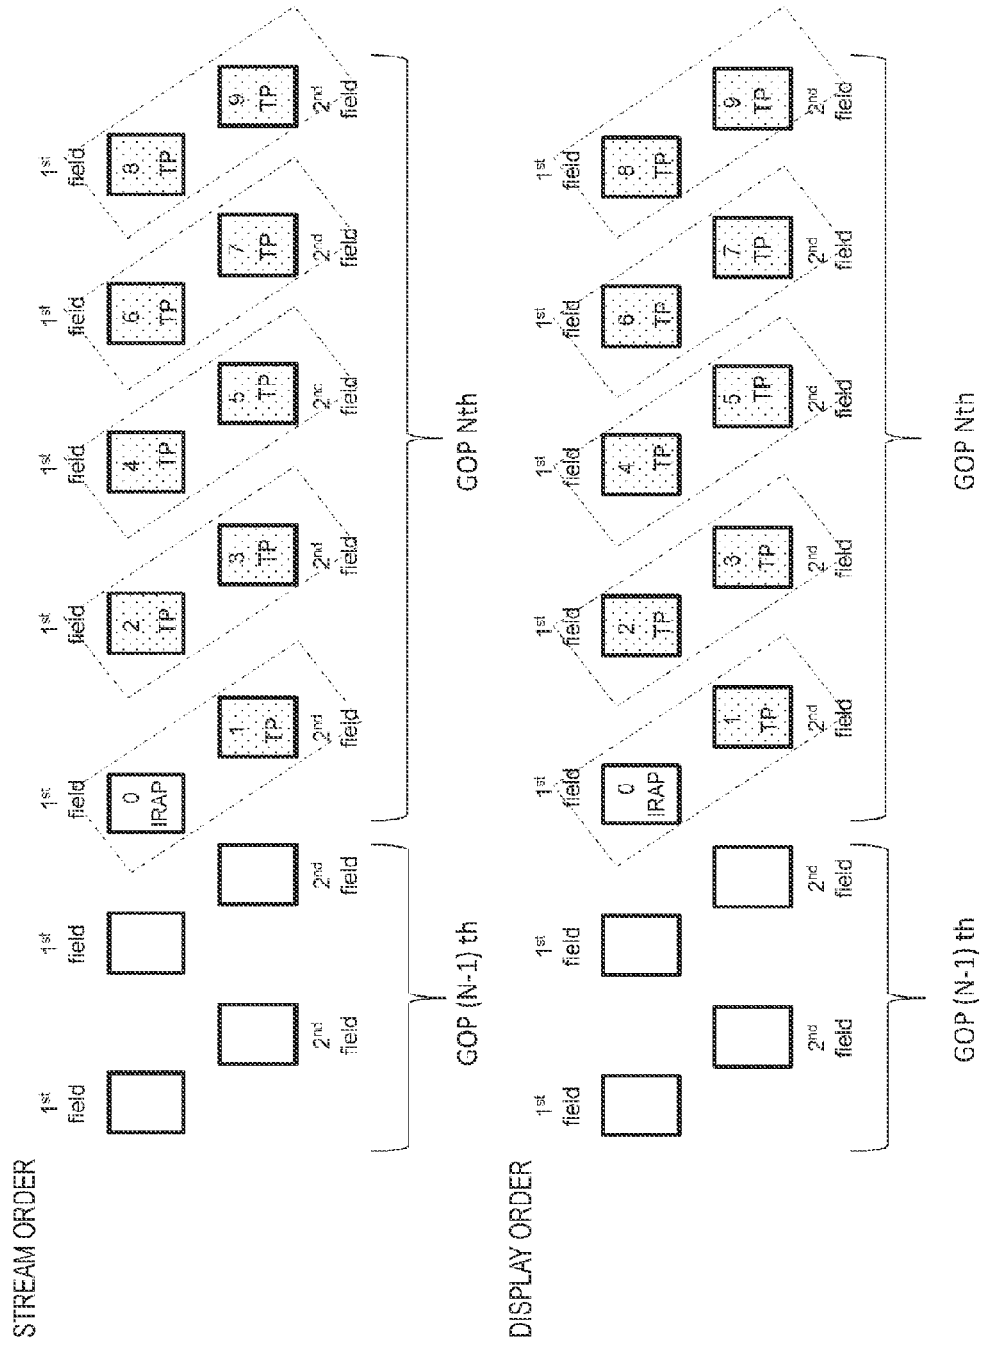 STREAM ORDER
1st field
1st field
1st field
1st field
1st field
1st field
1st field
0 IRAP
2 TP
4 TP
6 TP
8 TP
1 TP
3 TP
5 TP
7 TP
9 TP
2nd field
2nd field
2nd field
2nd field
2nd field
2nd field
2nd field
GOP (N-1) th
GOP Nth
DISPLAY ORDER
1st field
1st field
1st field
1st field
1st field
1st field
1st field
0 IRAP
2 TP
4 TP
6 TP
8 TP
1 TP
3 TP
5 TP
7 TP
9 TP
2nd field
2nd field
2nd field
2nd field
2nd field
2nd field
2nd field
GOP (N-1) th
GOP Nth